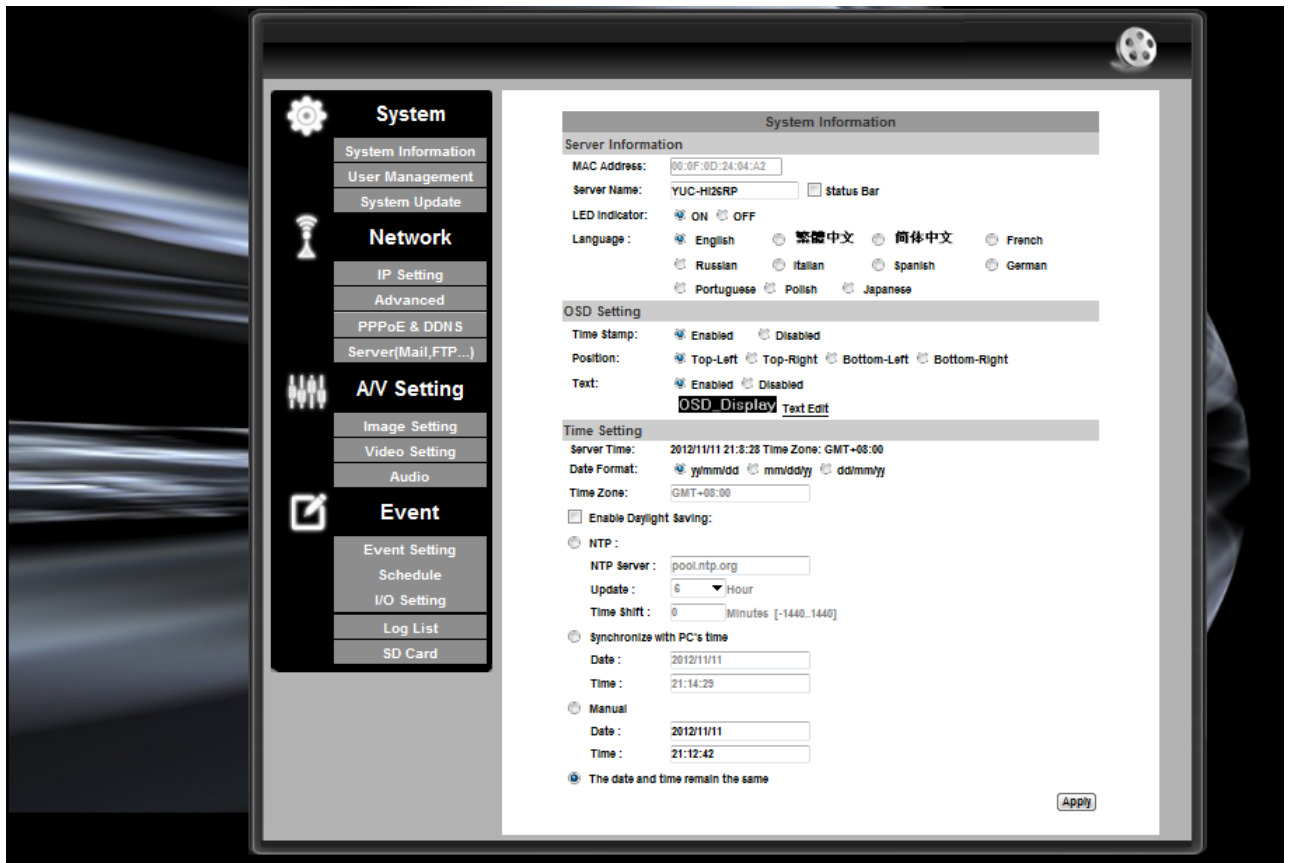 System
System Information
User Management
System Update
Network
IP Setting
Advanced
PPPoE & DDNS
Server(Mail,FTP...)
A/V Setting
Image Setting
Video Setting
Audio
Event
Event Setting
Schedule
I/O Setting
Log List
SD Card
System Information
Server Information
MAC Address: 00:0F:0D:24:04:A2
Server Name: YUC-HI26RP Status Bar
LED Indicator: ON OFF
Language : English 繁體中文 简体中文 French
Russian Italian Spanish German
Portuguese Polish Japanese
OSD Setting
Time Stamp: Enabled Disabled
Position: Top-Left Top-Right Bottom-Left Bottom-Right
Text: Enabled Disabled
OSD_Display Text Edit
Time Setting
Server Time: 2012/11/11 21:8:28 Time Zone: GMT+08:00
Date Format: yy/mm/dd mm/dd/yy dd/mm/yy
Time Zone: GMT+08:00
Enable Daylight Saving:
NTP :
NTP Server : pool.ntp.org
Update : 6 Hour
Time Shift : 0 Minutes [-1440..1440]
Synchronize with PC's time
Date : 2012/11/11
Time : 21:14:29
Manual
Date : 2012/11/11
Time : 21:12:42
The date and time remain the same
Apply